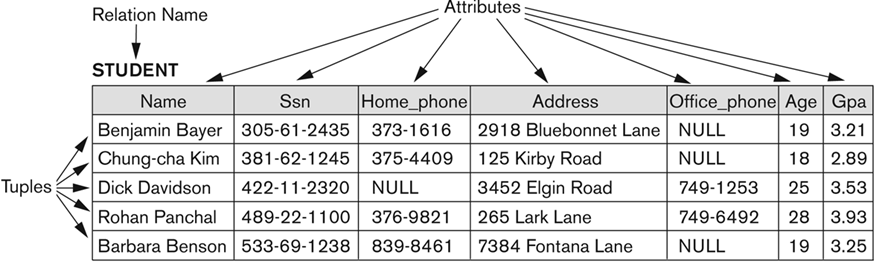 Relation Name
Attributes
STUDENT
Name Ssn Home_phone Address Office_phone Age Gpa
Benjamin Bayer 305-61-2435 373-1616 2918 Bluebonnet Lane NULL 19 3.21
Chung-cha Kim 381-62-1245 375-4409 125 Kirby Road NULL 18 2.89
Tuples
Dick Davidson 422-11-2320 NULL 3452 Elgin Road 749-1253 25 3.53
Rohan Panchal 489-22-1100 376-9821 265 Lark Lane 749-6492 28 3.93
Barbara Benson 533-69-1238 839-8461 7384 Fontana Lane NULL 19 3.25